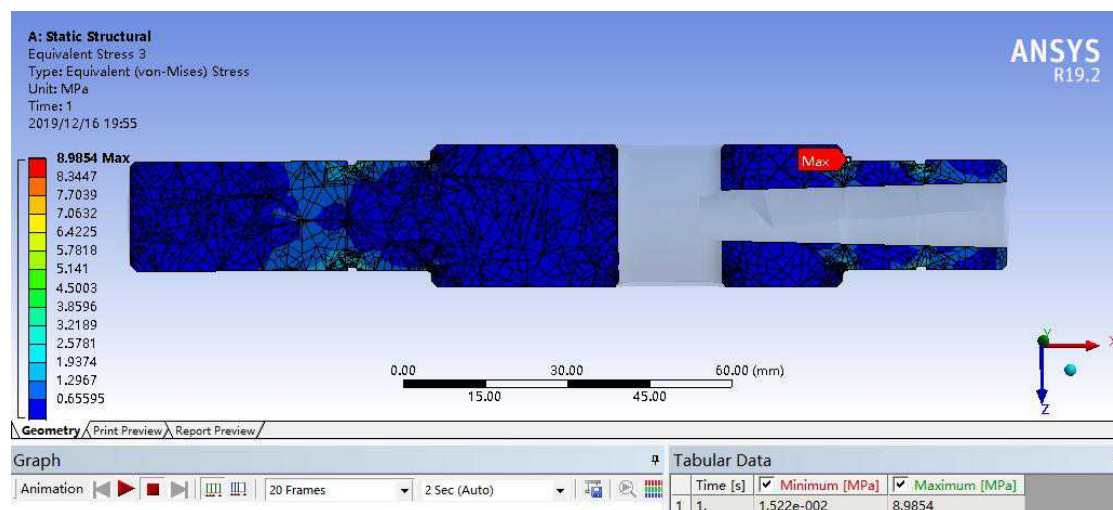 A: Static Structural
Equivalent Stress 3
Type: Equivalent (von-Mises) Stress
Unit: MPa
Time: 1
2019/12/16 19:55
ANSYS
R19.2
8.9854 Max
8.3447
7.7039
7.0632
6.4225
5.7818
5.141
4.5003
3.8596
3.2189
2.5781
1.9374
1.2967
0.65595
Max
0.00 30.00 60.00 (mm)
15.00 45.00
Y
X
Z
Geometry Print Preview Report Preview
Graph
Animation 20 Frames 2 Sec (Auto)
Tabular Data
Time [s] Minimum [MPa] Maximum [MPa]
1 1. 1.522e-002 8.9854